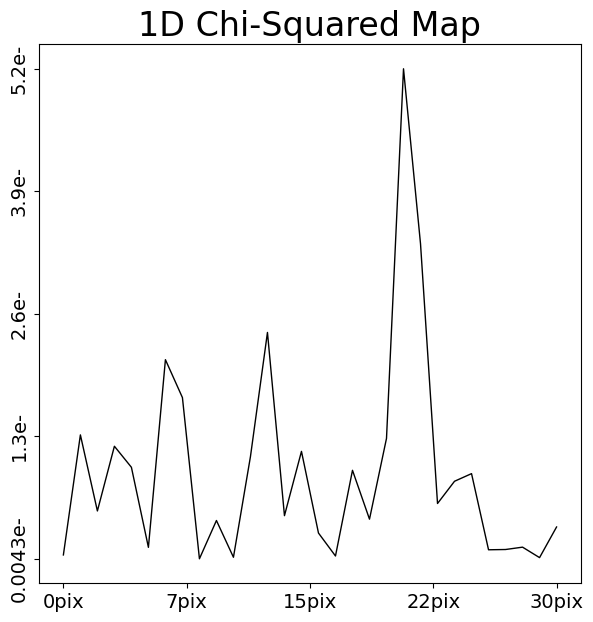 1D Chi-Squared Map
5.2e-
3.9e-
2.6e-
1.3e-
0.0043e-
0pix 7pix 15pix 22pix 30pix